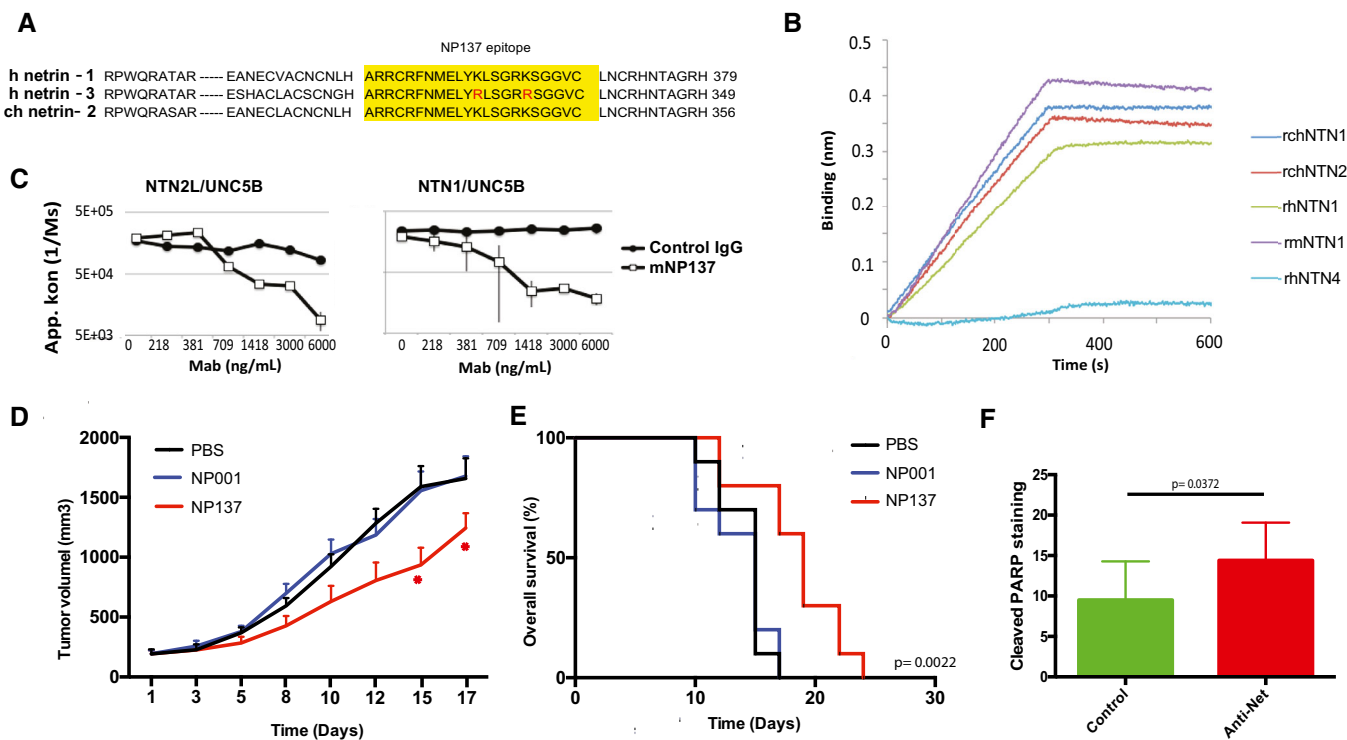 A
NP137 epitope
h netrin - 1 RPWQRATAR ----- EANECVACNCNLH ARRCRFNMELYKLSGRKSGGVC LNCRHNTAGRH 379
h netrin - 3 RPWQRATAR ----- ESHACLACSCNGH ARRCRFNMELYRLSGRRSGGVC LNCRHNTAGRH 349
ch netrin- 2 RPWQRASAR ----- EANECLACNCNLH ARRCRFNMELYKLSGRKSGGVC LNCRHNTAGRH 356
B
0.5
0.4
0.3
0.2
0.1
0
Binding (nm)
0 200 400 600
Time (s)
rchNTN1
rchNTN2
rhNTN1
rmNTN1
rhNTN4
C
NTN2L/UNC5B
NTN1/UNC5B
App. kon (1/Ms)
5E+05
5E+04
5E+03
0 218 381 709 1418 3000 6000
Mab (ng/mL)
0 218 381 709 1418 3000 6000
Mab (ng/mL)
Control IgG
mNP137
D
Tumor volumel (mm3)
2000
1500
1000
500
0
PBS
NP001
NP137
*
*
1 3 5 8 10 12 15 17
Time (Days)
E
Overall survival (%)
100
50
0
PBS
NP001
NP137
p= 0.0022
0 10 20 30
Time (Days)
F
Cleaved PARP staining
25
20
15
10
5
0
p= 0.0372
Control
Anti-Net